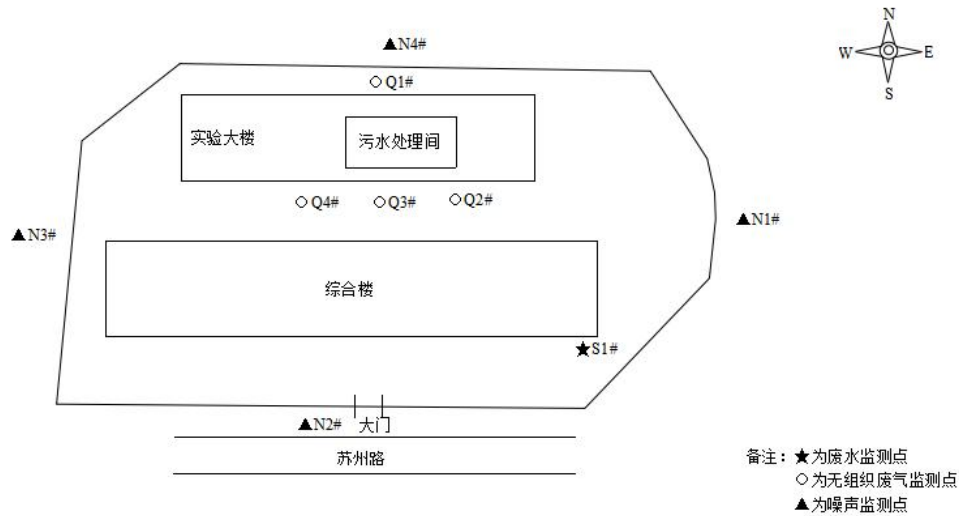 N
▲N4#
W
E
○Q1#
S
实验大楼
污水处理间
○Q4#
○Q3#
○Q2#
▲N1#
▲N3#
综合楼
★S1#
▲N2#
大门
苏州路
备注：★为废水监测点
○为无组织废气监测点
▲为噪声监测点